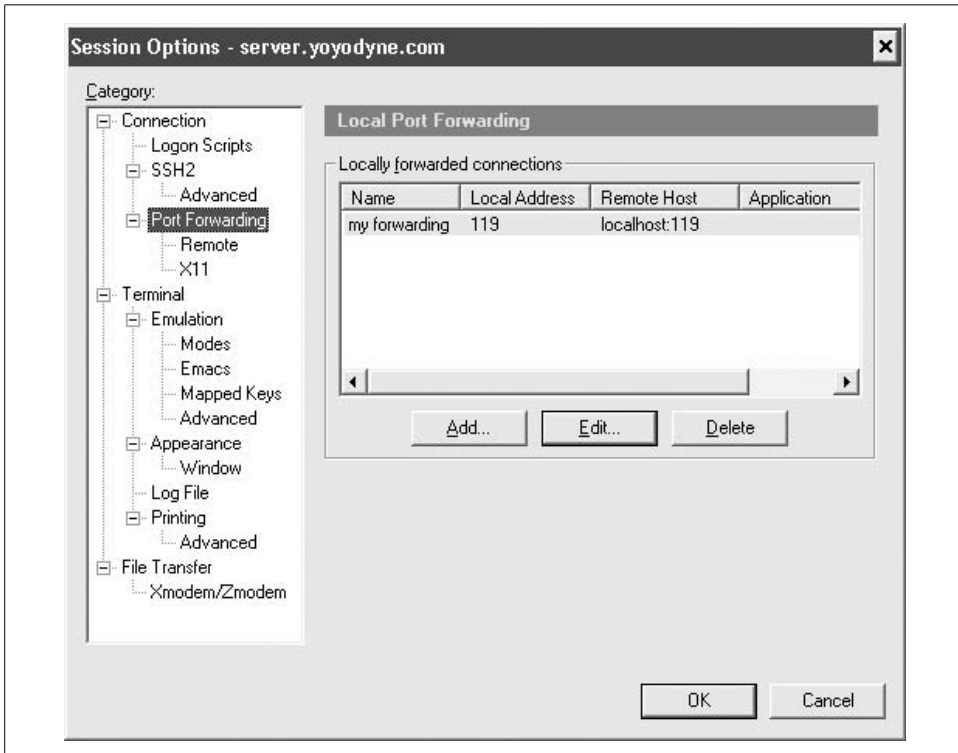 Session Options - server.yoyodyne.com
Category:
Connection
Logon Scripts
SSH2
Advanced
Port Forwarding
Remote
X11
Terminal
Emulation
Modes
Emacs
Mapped Keys
Advanced
Appearance
Window
Log File
Printing
Advanced
File Transfer
Xmodem/Zmodem
Local Port Forwarding
Locally forwarded connections
Name Local Address Remote Host Application
my forwarding 119 localhost:119
Add... Edit... Delete
OK Cancel